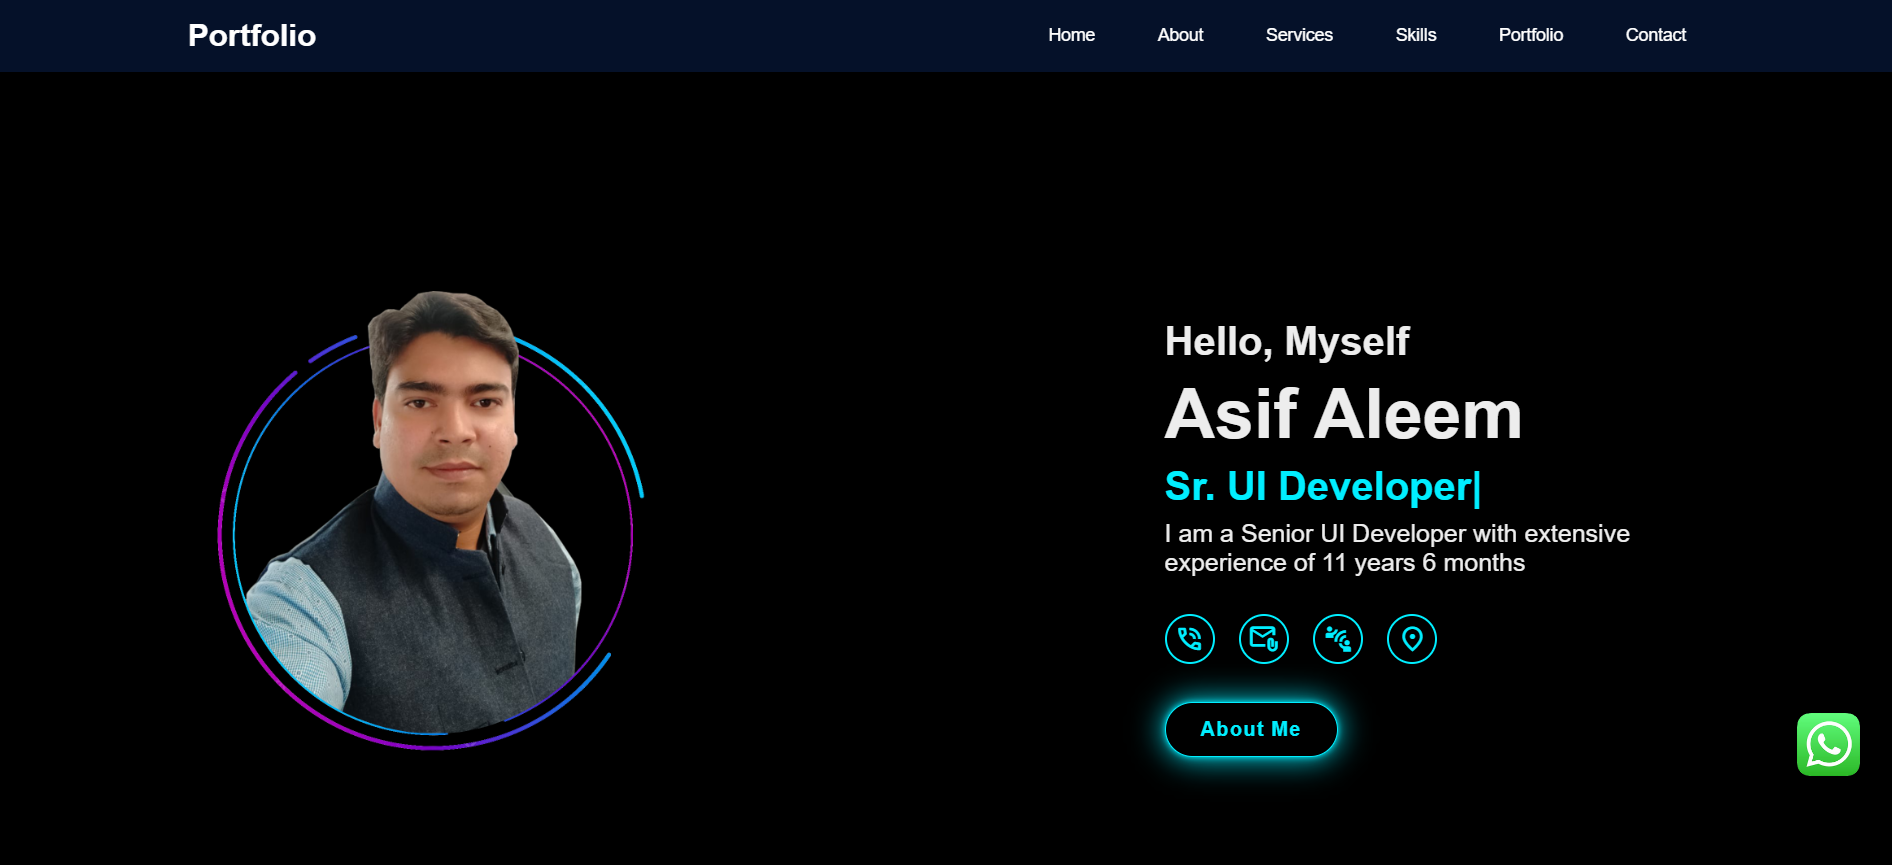 Portfolio
Home About Services Skills Portfolio Contact
Hello, Myself
Asif Aleem
Sr. UI Developer|
I am a Senior UI Developer with extensive
experience of 11 years 6 months
About Me